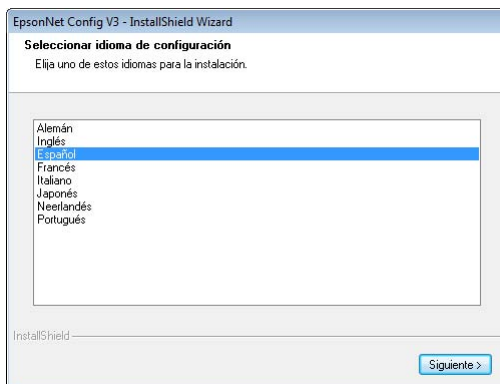 EpsonNet Config V3 - InstallShield Wizard
Seleccionar idioma de configuración
Elija uno de estos idiomas para la instalación.
Alemán
Inglés
Español
Francés
Italiano
Japonés
Neerlandés
Portugués
InstallShield
Siguiente >